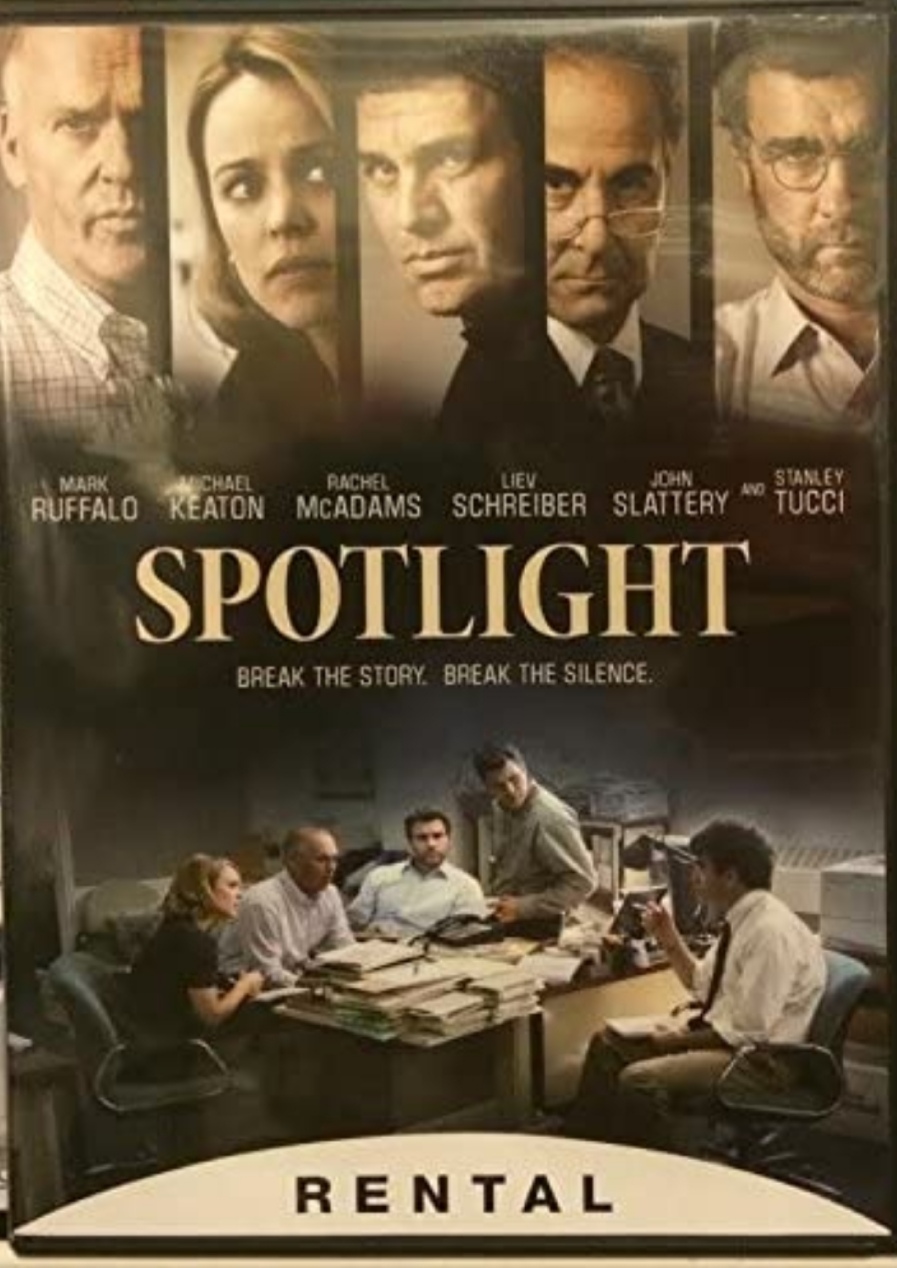 MARK RUFFALO
MICHAEL KEATON
RACHEL McADAMS
LIEV SCHREIBER
JOHN SLATTERY
AND
STANLEY TUCCI
SPOTLIGHT
BREAK THE STORY. BREAK THE SILENCE.
RENTAL